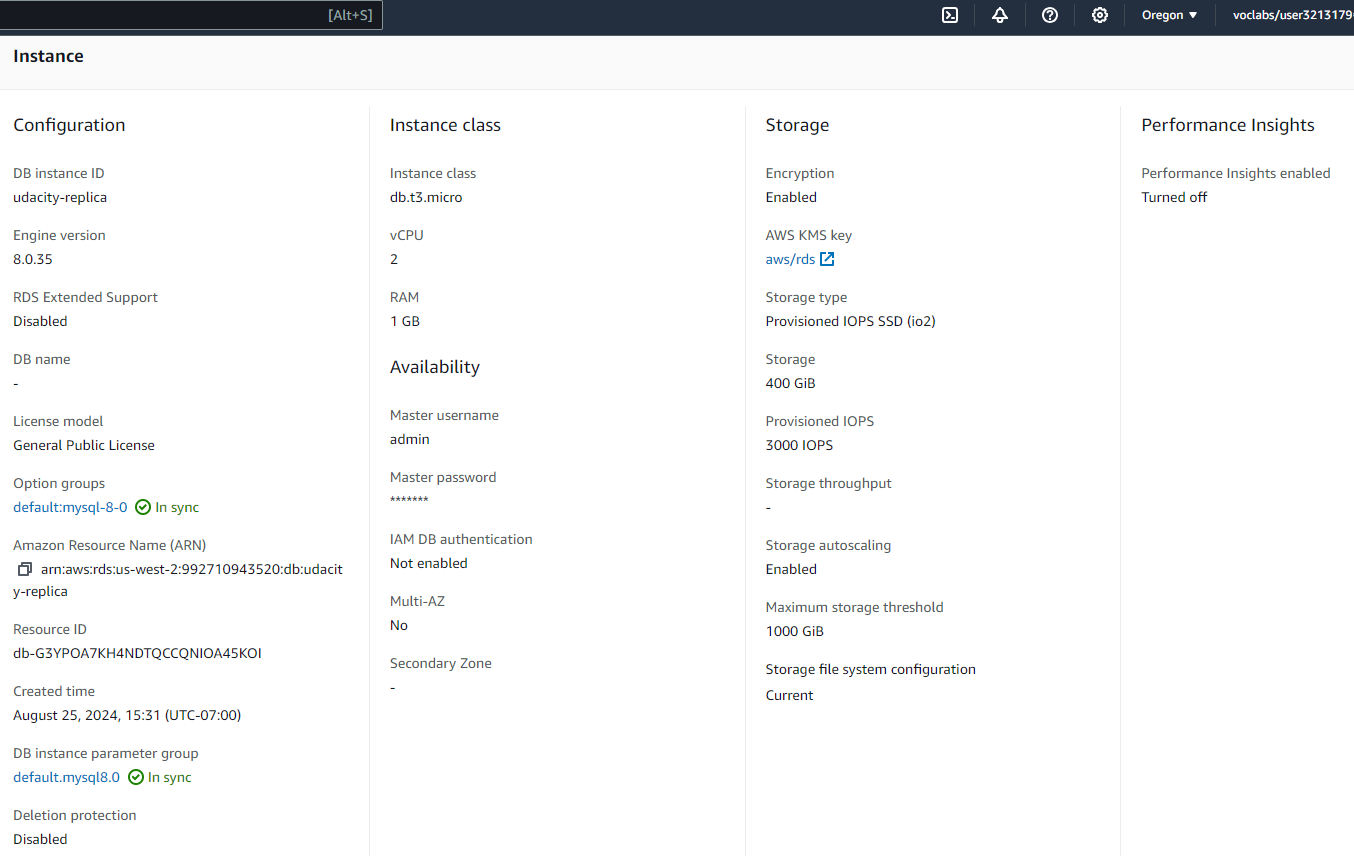 [Alt+S]
Oregon
voclabs/user3213179
Instance
Configuration
DB instance ID
udacity-replica
Engine version
8.0.35
RDS Extended Support
Disabled
DB name
-
License model
General Public License
Option groups
default:mysql-8-0 In sync
Amazon Resource Name (ARN)
arn:aws:rds:us-west-2:992710943520:db:udacit
y-replica
Resource ID
db-G3YPOA7KH4NDTQCCQNIOA45KOI
Created time
August 25, 2024, 15:31 (UTC-07:00)
DB instance parameter group
default.mysql8.0 In sync
Deletion protection
Disabled
Instance class
Instance class
db.t3.micro
vCPU
2
RAM
1 GB
Availability
Master username
admin
Master password
*******
IAM DB authentication
Not enabled
Multi-AZ
No
Secondary Zone
-
Storage
Encryption
Enabled
AWS KMS key
aws/rds
Storage type
Provisioned IOPS SSD (io2)
Storage
400 GiB
Provisioned IOPS
3000 IOPS
Storage throughput
-
Storage autoscaling
Enabled
Maximum storage threshold
1000 GiB
Storage file system configuration
Current
Performance Insights
Performance Insights enabled
Turned off